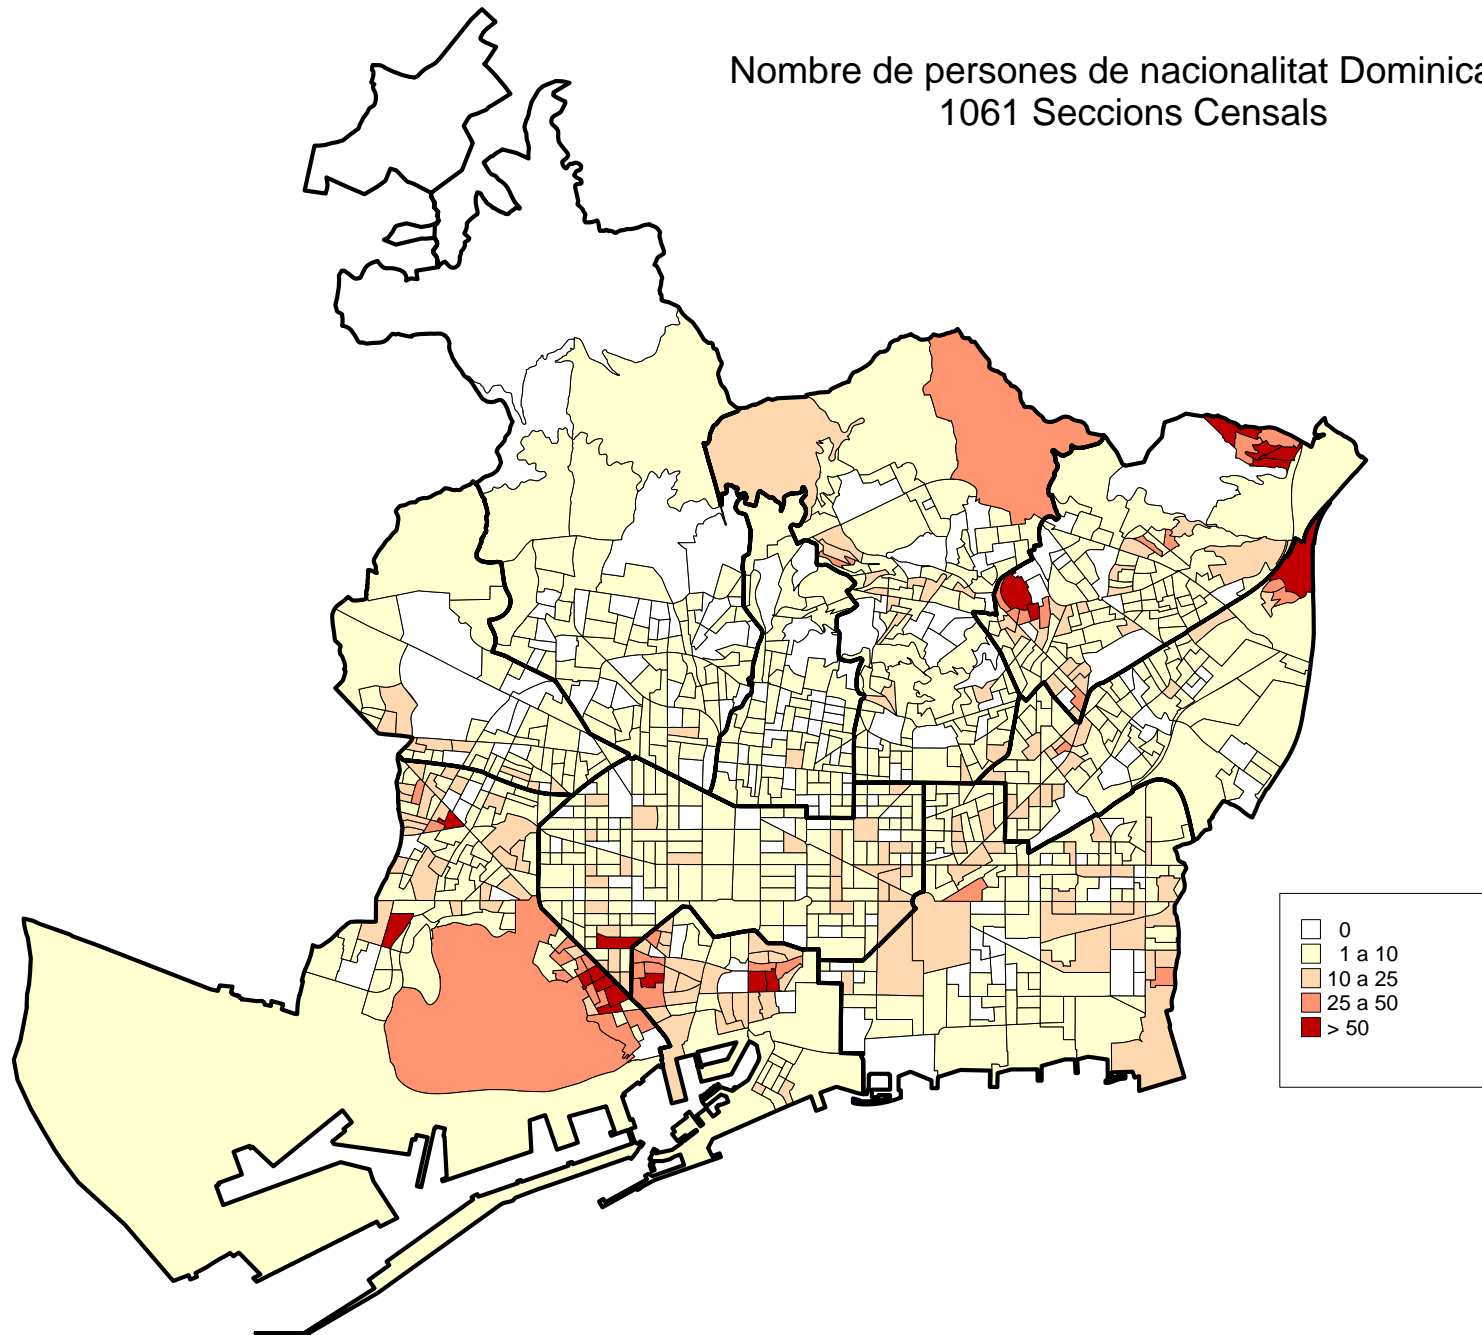 Nombre de persones de nacionalitat Dominica
1061 Seccions Censals
0
1 a 10
10 a 25
25 a 50
> 50